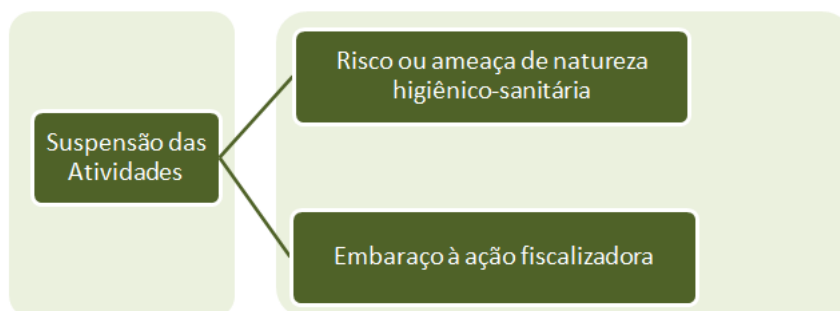 Risco ou ameaça de natureza
higiênico-sanitária
Suspensão das
Atividades
Embaraço à ação fiscalizadora